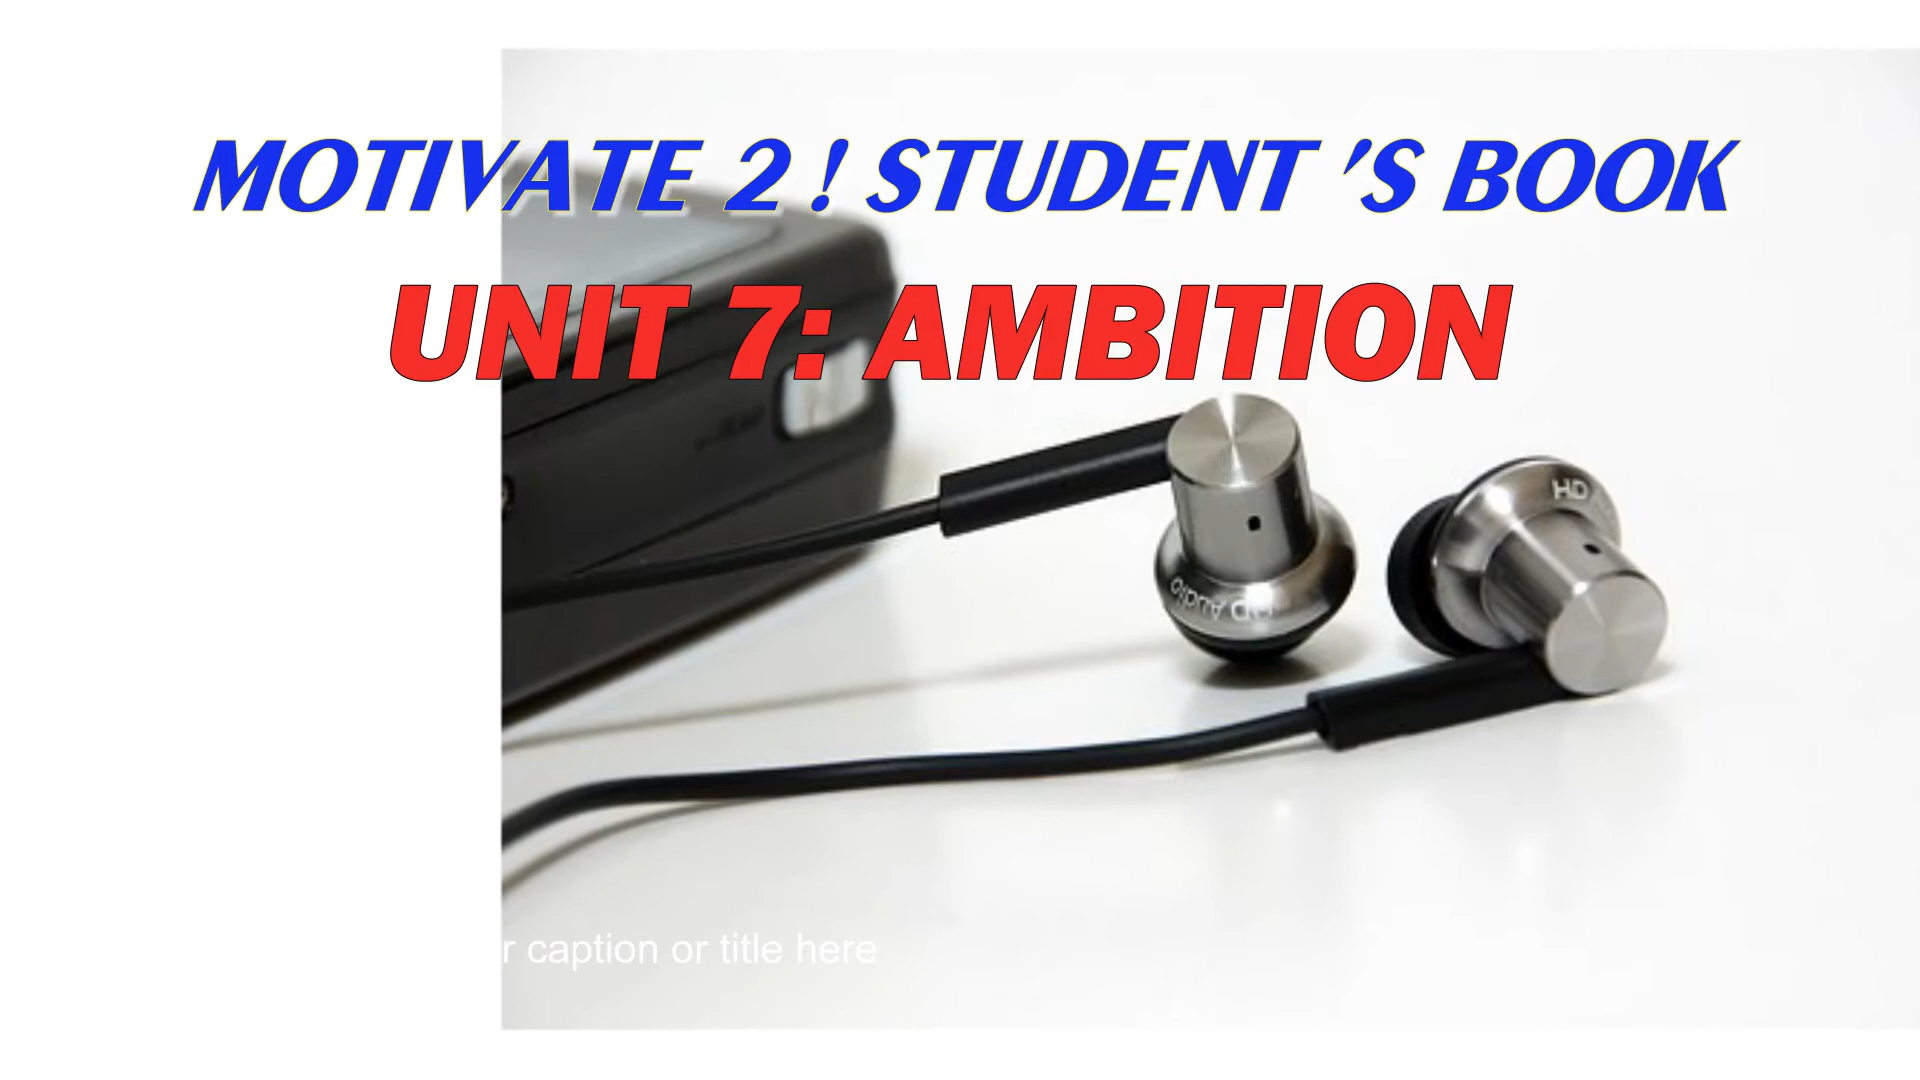 MOTIVATE 2 ! STUDENT 'S BOOK
UNIT 7: AMBITION
HD
HD Audio
r caption or title here